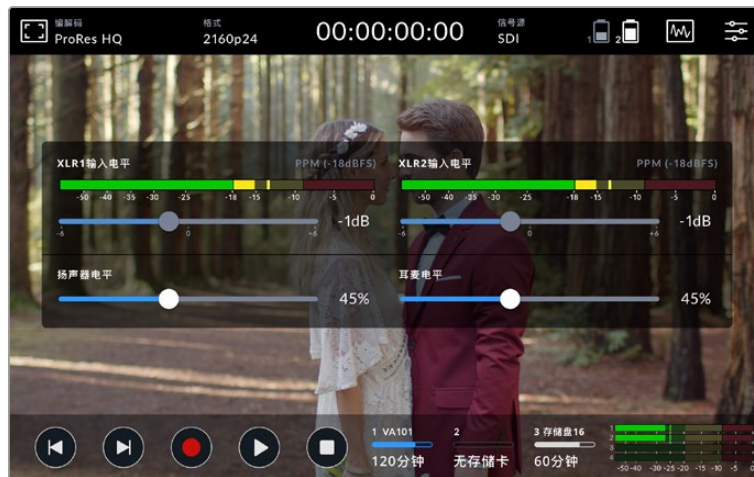 编解码 格式 00:00:00:00 信号源
ProRes HQ 2160p24 SDI 1 2
XLR1输入电平 PPM (-18dBFS) XLR2输入电平 PPM (-18dBFS)
-50 -40 -35 -30 -25 -18 -15 -10 -5 0 -50 -40 -35 -30 -25 -18 -15 -10 -5 0
-1dB -1dB
-6 0 +6 -6 0 +6
扬声器电平 耳麦电平
45% 45%
1 VA101 2 3 存储盘16
120分钟 无存储卡 60分钟
1
2
3
4
-50 -40 -30 -25 -20 -15 -10 -5 0